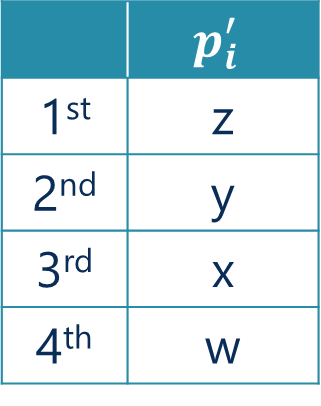 p′ᵢ
1st z
2nd y
3rd x
4th w